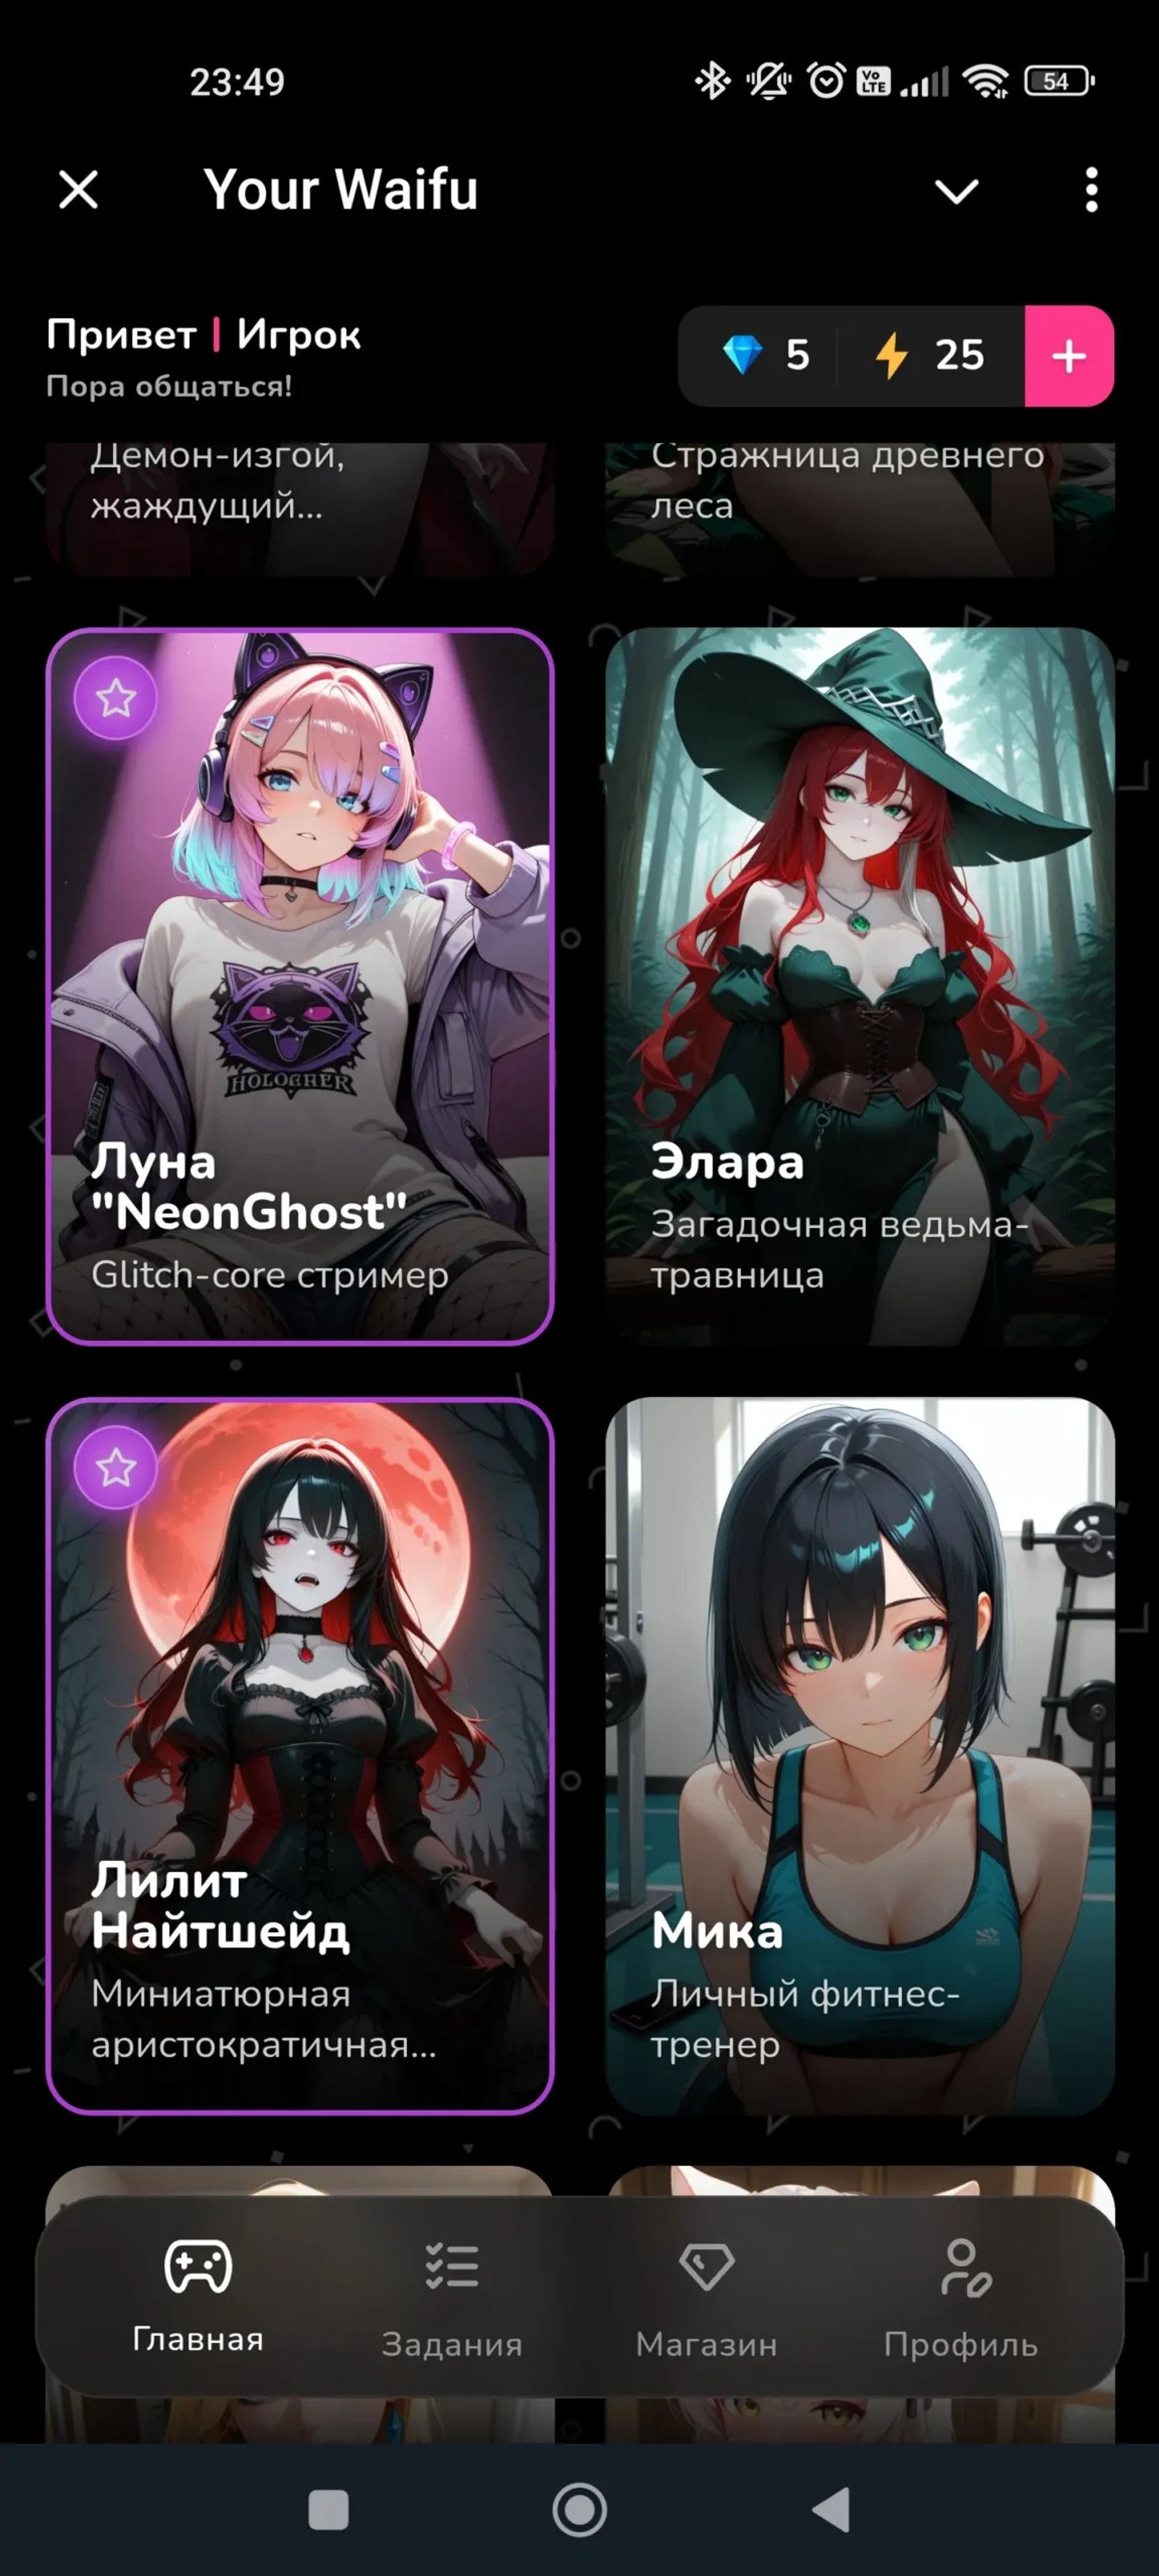 23:49
Vo LTE
54
Your Waifu
Привет | Игрок
5
25
+
Пора общаться!
Демон-изгой,
жаждущий...
Стражница древнего
леса
HOLOGHER
Луна
"NeonGhost"
Glitch-core стример
Элара
Загадочная ведьма-
травница
Лилит
Найтшейд
Миниатюрная
аристократичная...
Мика
Личный фитнес-
тренер
Главная
Задания
Магазин
Профиль